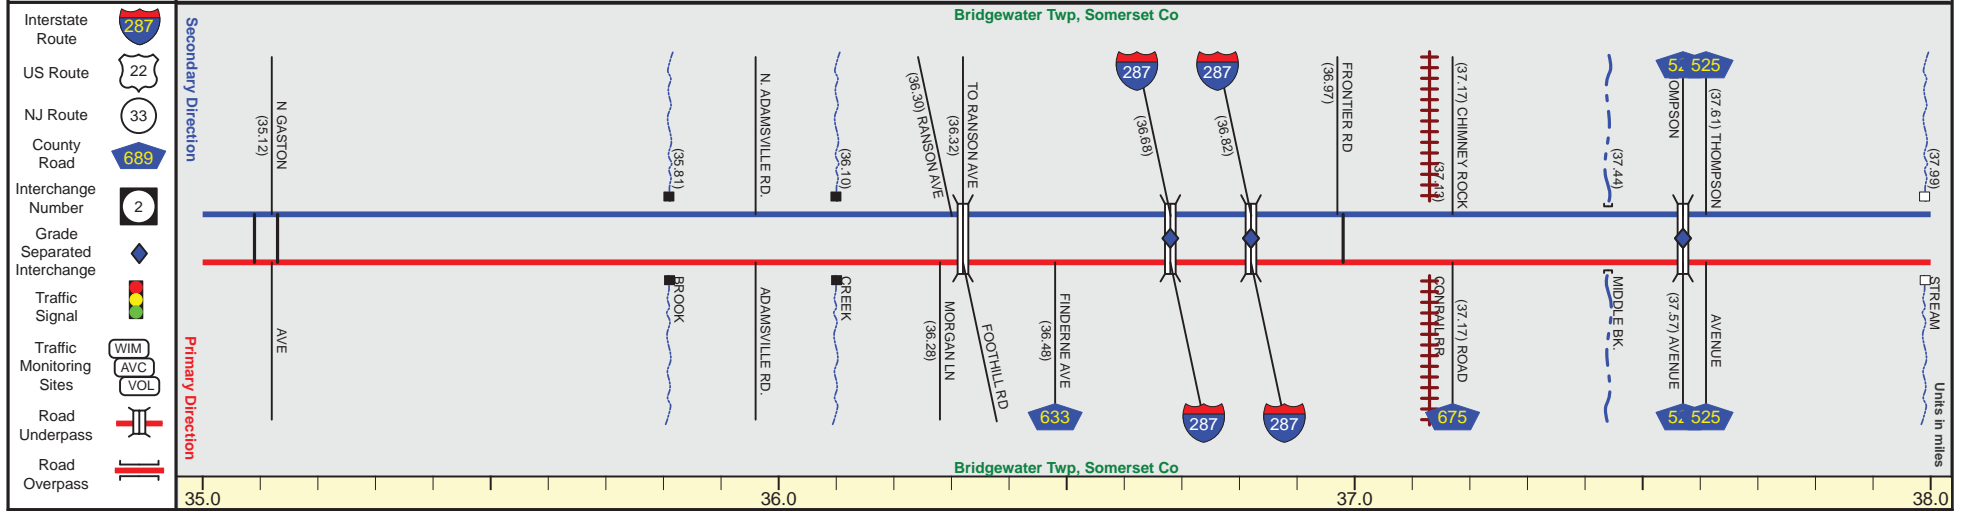 Interstate
Route
287
US Route
22
NJ Route
33
County
Road
689
Interchange
Number
2
Grade
Separated
Interchange
Traffic
Signal
Traffic
Monitoring
Sites
WIM
AVC
VOL
Road
Underpass
Road
Overpass
Secondary Direction
Primary Direction
Bridgewater Twp, Somerset Co
N GASTON
(35.12)
(35.81)
N. ADAMSVILLE RD.
(36.10)
(36.30) RANSON AVE
(36.32)
TO RANSON AVE
287
(36.68)
287
(36.82)
FRONTIER RD
(36.97)
(37.13)
(37.17) CHIMNEY ROCK
(37.44)
52
525
OMPSON
(37.61) THOMPSON
(37.99)
AVE
BROOK
ADAMSVILLE RD.
CREEK
MORGAN LN
(36.28)
FOOTHILL RD
FINDERNE AVE
(36.48)
633
287
287
CONRAIL RR
(37.17) ROAD
675
MIDDLE BK.
(37.57) AVENUE
AVENUE
52
525
STREAM
Units in miles
Bridgewater Twp, Somerset Co
35.0
36.0
37.0
38.0